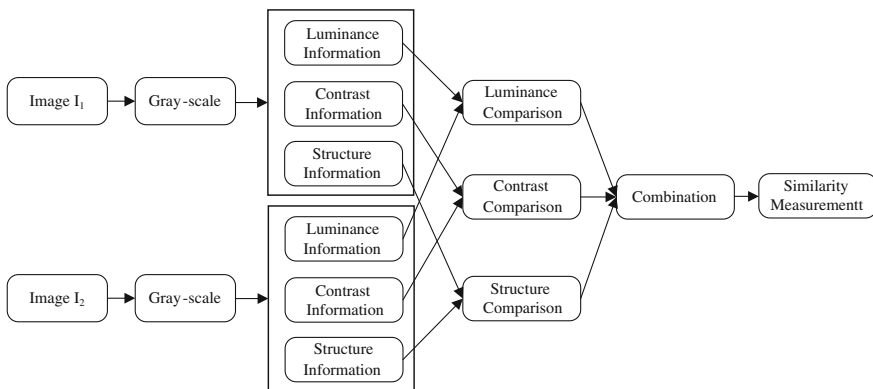 Luminance
Information
Image I₁
Gray-scale
Contrast
Information
Luminance
Comparison
Structure
Information
Contrast
Comparison
Combination
Similarity
Measurementt
Luminance
Information
Image I₂
Gray-scale
Contrast
Information
Structure
Comparison
Structure
Information